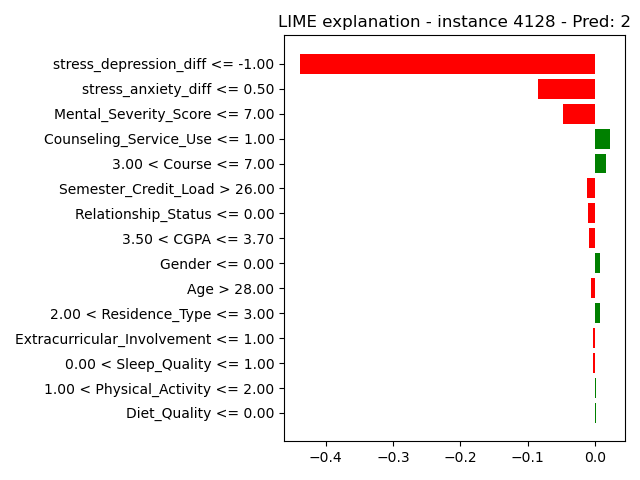 LIME explanation - instance 4128 - Pred: 2
stress_depression_diff <= -1.00
stress_anxiety_diff <= 0.50
Mental_Severity_Score <= 7.00
Counseling_Service_Use <= 1.00
3.00 < Course <= 7.00
Semester_Credit_Load > 26.00
Relationship_Status <= 0.00
3.50 < CGPA <= 3.70
Gender <= 0.00
Age > 28.00
2.00 < Residence_Type <= 3.00
Extracurricular_Involvement <= 1.00
0.00 < Sleep_Quality <= 1.00
1.00 < Physical_Activity <= 2.00
Diet_Quality <= 0.00
−0.4 −0.3 −0.2 −0.1 0.0